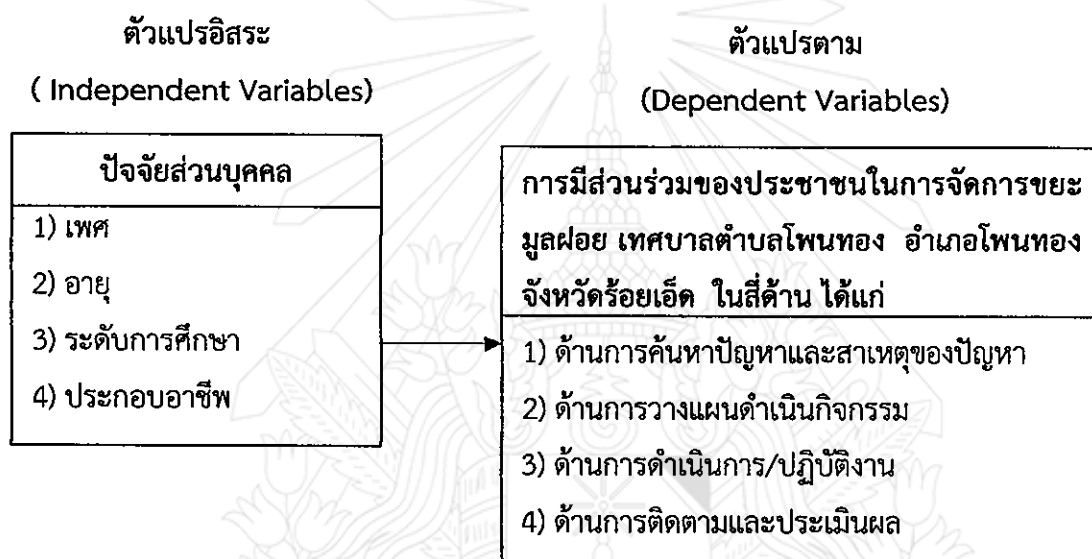 ตัวแปรอิสระ
( Independent Variables)
ปัจจัยส่วนบุคคล
1) เพศ
2) อายุ
3) ระดับการศึกษา
4) ประกอบอาชีพ
ตัวแปรตาม
(Dependent Variables)
การมีส่วนร่วมของประชาชนในการจัดการขยะ
มูลฝอย เทศบาลตำบลโพนทอง อำเภอโพนทอง
จังหวัดร้อยเอ็ด ในสี่ด้าน ได้แก่
1) ด้านการค้นหาปัญหาและสาเหตุของปัญหา
2) ด้านการวางแผนดำเนินกิจกรรม
3) ด้านการดำเนินการ/ปฏิบัติงาน
4) ด้านการติดตามและประเมินผล